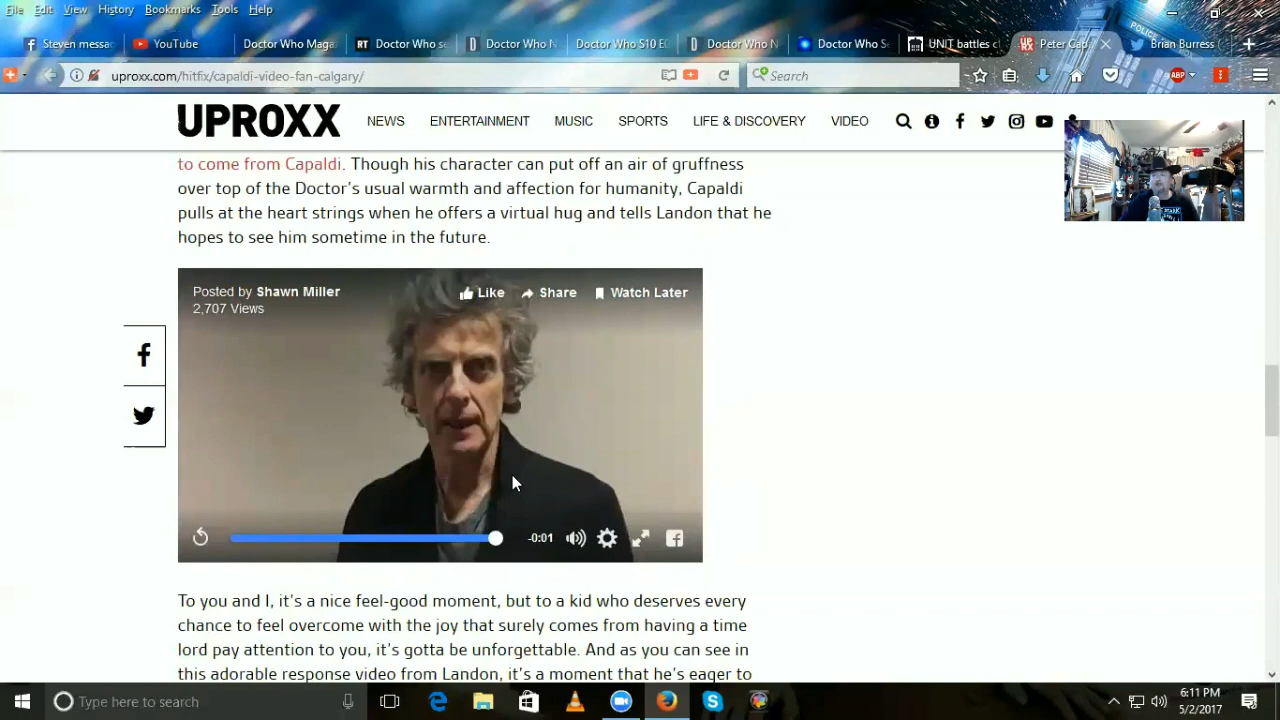 File Edit View History Bookmarks Tools Help
Steven messac YouTube Doctor Who Maga Doctor Who se Doctor Who N Doctor Who S10 E Doctor Who N Doctor Who S UNIT battles c Peter Cap Brian Burress (
uproxx.com/hitfix/capaldi-video-fan-calgary/ Search ABP
UPROXX NEWS ENTERTAINMENT MUSIC SPORTS LIFE & DISCOVERY VIDEO
to come from Capaldi. Though his character can put off an air of gruffness
over top of the Doctor's usual warmth and affection for humanity, Capaldi
pulls at the heart strings when he offers a virtual hug and tells Landon that he
hopes to see him sometime in the future.
Posted by Shawn Miller Like Share Watch Later
2,707 Views
-0:01
To you and I, it's a nice feel-good moment, but to a kid who deserves every
chance to feel overcome with the joy that surely comes from having a time
lord pay attention to you, it's gotta be unforgettable. And as you can see in
this adorable response video from Landon, it's a moment that he's eager to
Type here to search 6:11 PM
5/2/2017